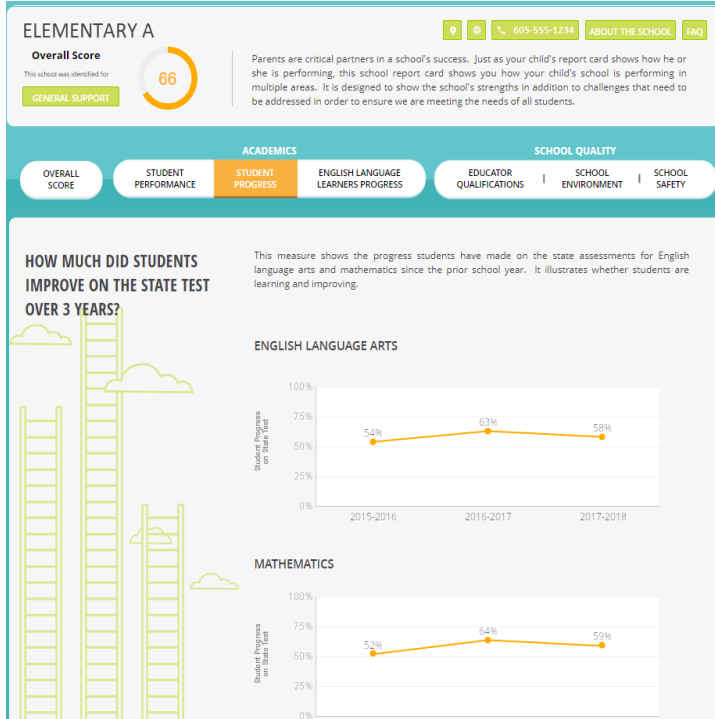 ELEMENTARY A
605-555-1234
ABOUT THE SCHOOL
FAQ
Overall Score
This school was identified for
GENERAL SUPPORT
66
Parents are critical partners in a school's success. Just as your child's report card shows how he or
she is performing, this school report card shows you how your child's school is performing in
multiple areas. It is designed to show the school's strengths in addition to challenges that need to
be addressed in order to ensure we are meeting the needs of all students.
ACADEMICS
SCHOOL QUALITY
OVERALL
SCORE
STUDENT
PERFORMANCE
STUDENT
PROGRESS
ENGLISH LANGUAGE
LEARNERS PROGRESS
EDUCATOR
QUALIFICATIONS
|
SCHOOL
ENVIRONMENT
|
SCHOOL
SAFETY
HOW MUCH DID STUDENTS
IMPROVE ON THE STATE TEST
OVER 3 YEARS?
This measure shows the progress students have made on the state assessments for English
language arts and mathematics since the prior school year. It illustrates whether students are
learning and improving.
ENGLISH LANGUAGE ARTS
Student Progress
on State Test
100%
75%
50%
25%
0%
54%
63%
58%
2015-2016
2016-2017
2017-2018
MATHEMATICS
Student Progress
on State Test
100%
75%
50%
25%
0%
52%
64%
59%